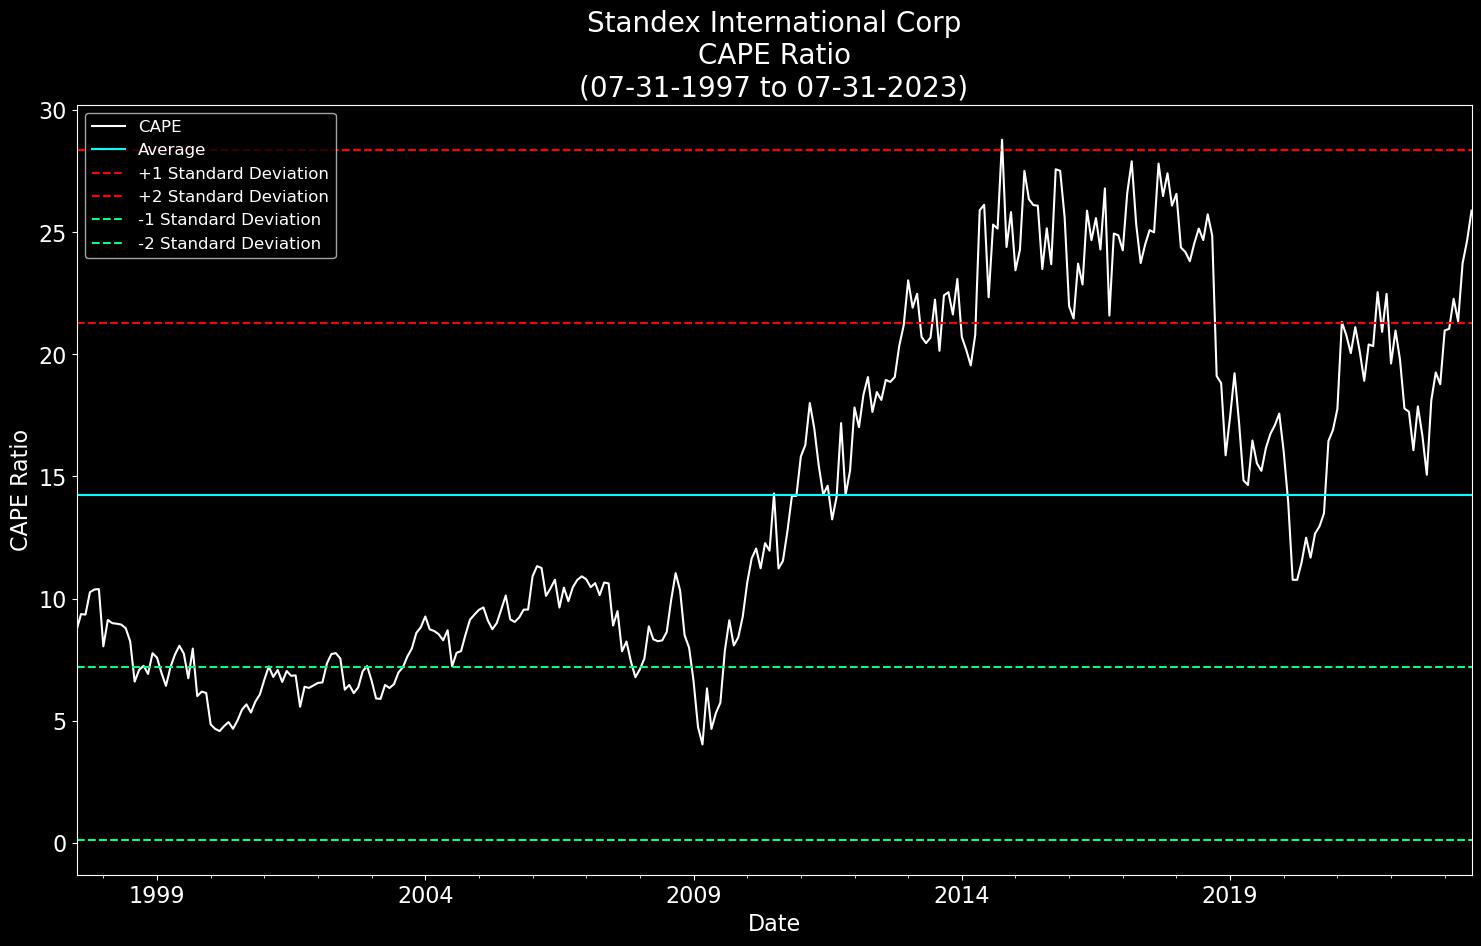 Standex International Corp
CAPE Ratio
(07-31-1997 to 07-31-2023)
CAPE
Average
+1 Standard Deviation
+2 Standard Deviation
-1 Standard Deviation
-2 Standard Deviation
30
25
20
15
10
5
0
CAPE Ratio
1999 2004 2009 2014 2019
Date